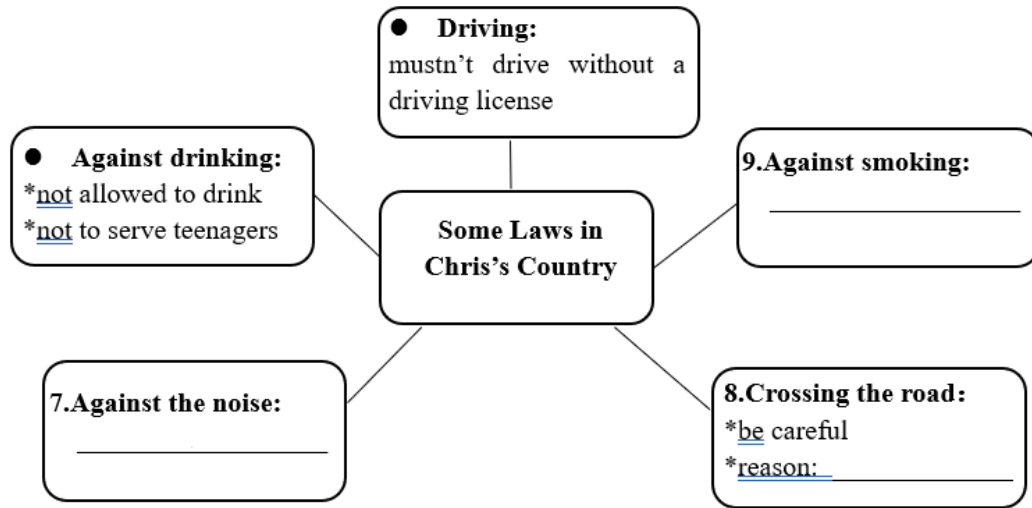 ● Driving:
mustn’t drive without a
driving license
● Against drinking:
*not allowed to drink
*not to serve teenagers
9.Against smoking:
Some Laws in
Chris’s Country
7.Against the noise:
8.Crossing the road:
*be careful
*reason: